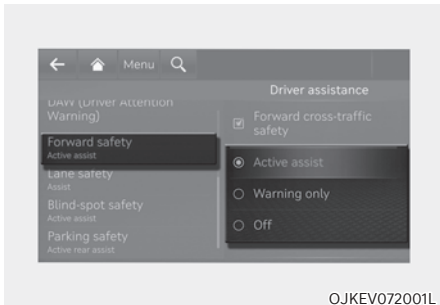 Menu
Driver assistance
DAW (Driver Attention
Warning)
Forward safety
Active assist
Lane safety
Assist
Blind-spot safety
Active assist
Parking safety
Active rear assist
Forward cross-traffic
safety
Active assist
Warning only
Off
OJKEV072001L